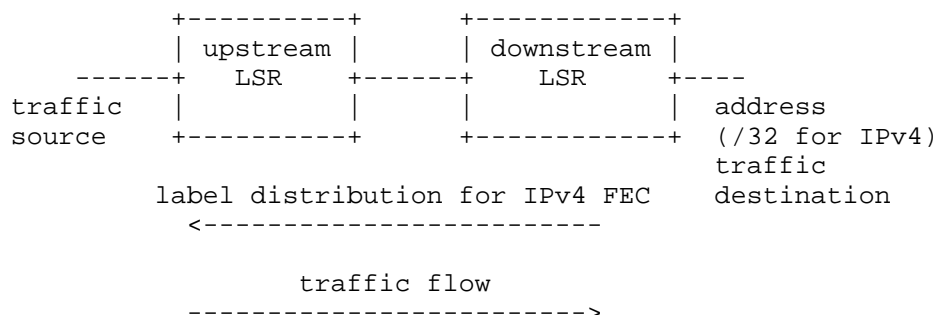 upstream downstream
LSR LSR
traffic address
source (/32 for IPv4)
traffic
label distribution for IPv4 FEC destination
traffic flow